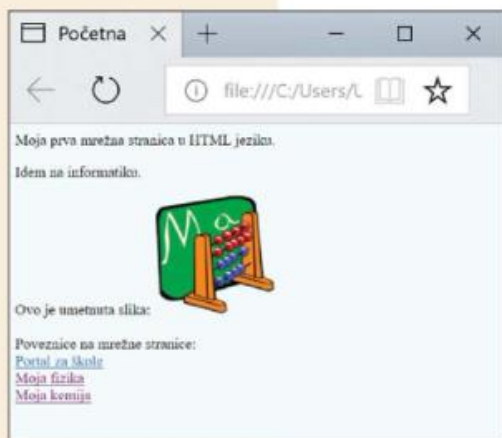 Početna
file:///C:/Users/L
Moja prva mrežna stranica u HTML jeziku.
Idem na informatiku.
Ma
Ovo je umetnuta slika:
Poveznice na mrežne stranice:
Portal za škole
Moja fizika
Moja kemija